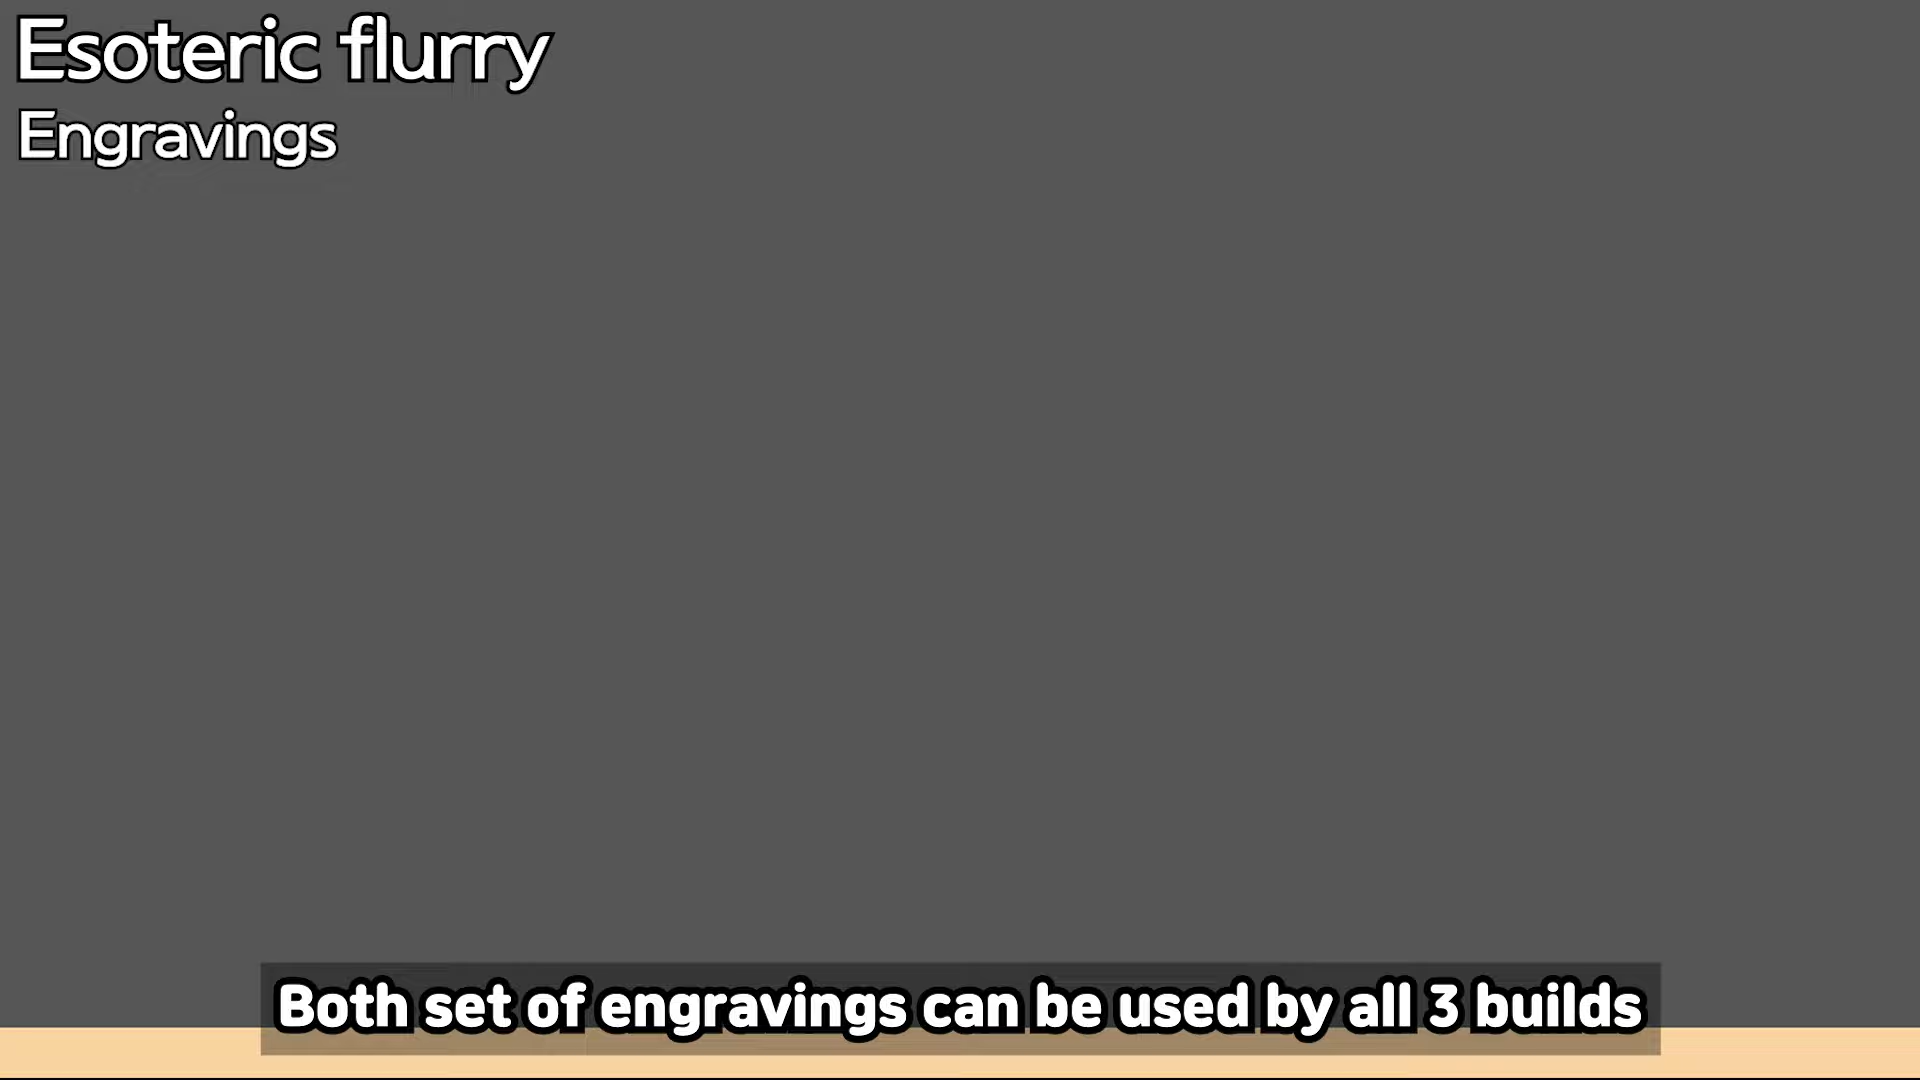 Esoteric flurry
Engravings
Both set of engravings can be used by all 3 builds